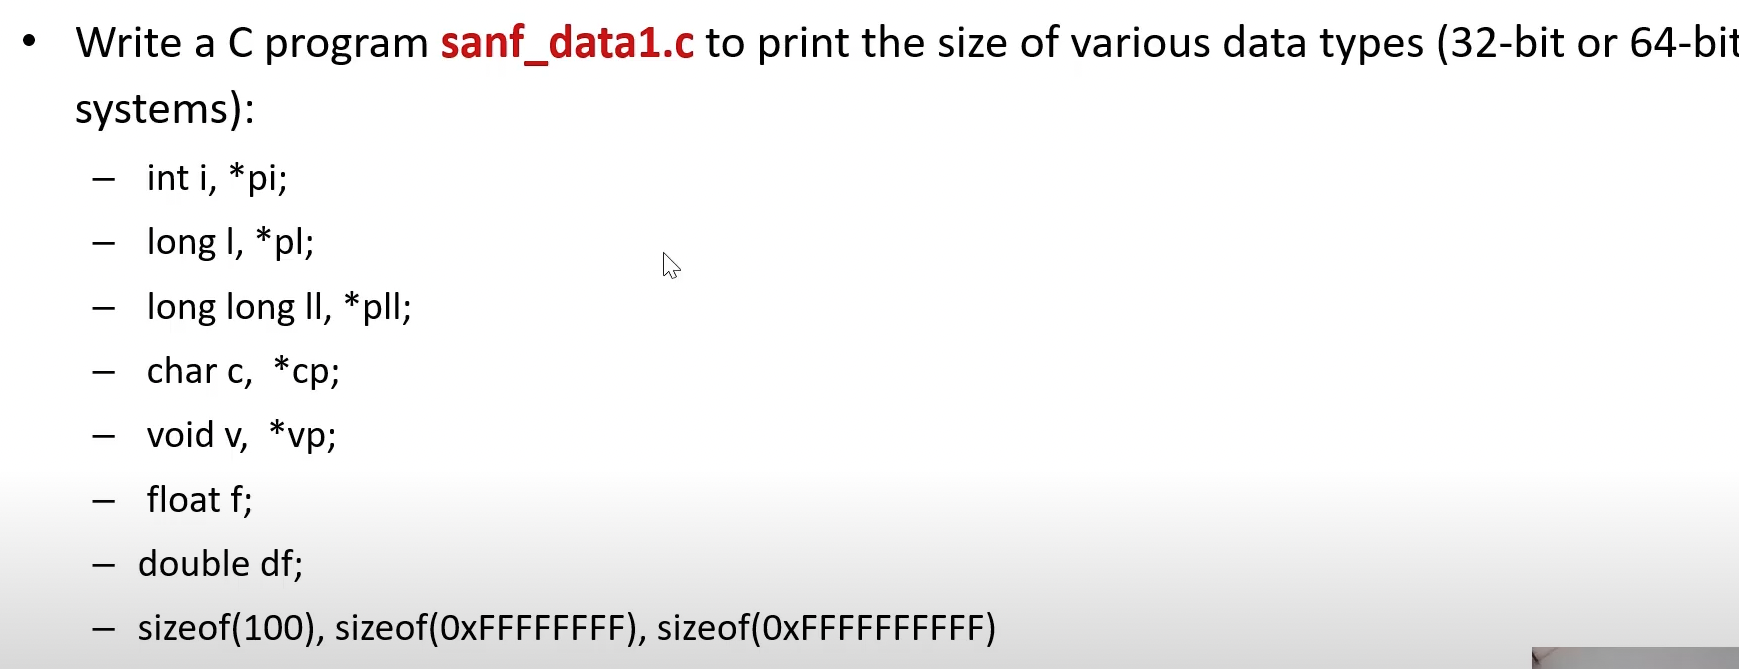 • Write a C program sanf_data1.c to print the size of various data types (32-bit or 64-bit
systems):
– int i, *pi;
– long l, *pl;
– long long ll, *pll;
– char c, *cp;
– void v, *vp;
– float f;
– double df;
– sizeof(100), sizeof(0xFFFFFFFF), sizeof(0xFFFFFFFFFF)